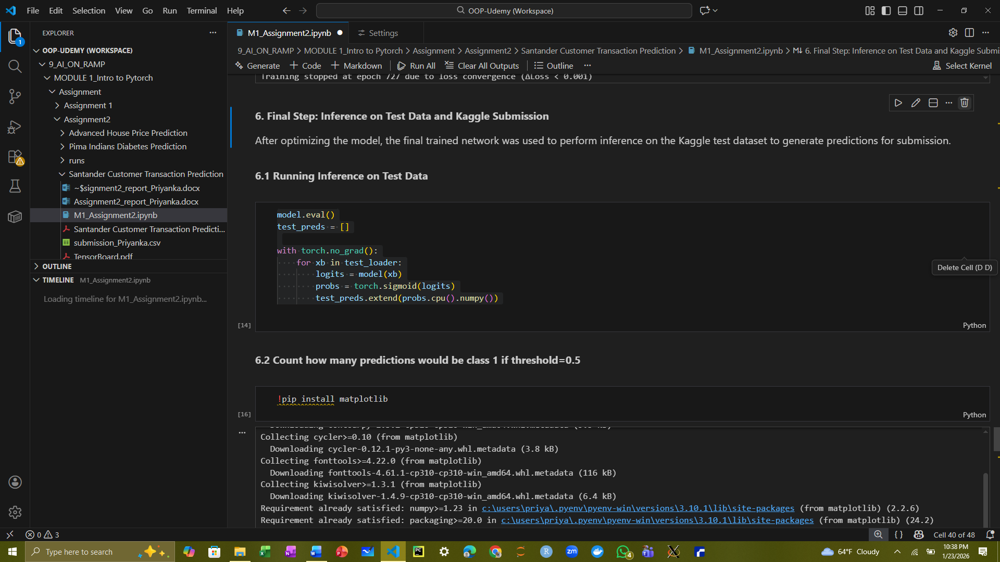 File Edit Selection View Go Run Terminal Help
OOP-Udemy (Workspace)
EXPLORER
M1_Assignment2.ipynb
Settings
OOP-UDEMY (WORKSPACE)
9_AI_ON_RAMP
MODULE 1_Intro to Pytorch
Assignment
Assignment 1
Assignment2
Advanced House Price Prediction
Pima Indians Diabetes Prediction
runs
Santander Customer Transaction Prediction
~$signment2_report_Priyanka.docx
Assignment2_report_Priyanka.docx
M1_Assignment2.ipynb
Santander Customer Transaction Predicti...
submission_Priyanka.csv
TensorBoard.pdf
OUTLINE
TIMELINE M1_Assignment2.ipynb
Loading timeline for M1_Assignment2.ipynb...
1
9_AI_ON_RAMP > MODULE 1_Intro to Pytorch > Assignment > Assignment2 > Santander Customer Transaction Prediction > M1_Assignment2.ipynb > M↓ 6. Final Step: Inference on Test Data and Kaggle Submi
Generate + Code + Markdown Run All Clear All Outputs Outline ... Select Kernel
Training stopped at epoch 727 due to loss convergence (ΔLoss < 0.001)
6. Final Step: Inference on Test Data and Kaggle Submission
After optimizing the model, the final trained network was used to perform inference on the Kaggle test dataset to generate predictions for submission.
6.1 Running Inference on Test Data
model.eval()
test_preds = []
with torch.no_grad():
for xb in test_loader:
logits = model(xb)
probs = torch.sigmoid(logits)
test_preds.extend(probs.cpu().numpy())
Delete Cell (D D)
[14]
Python
6.2 Count how many predictions would be class 1 if threshold=0.5
!pip install matplotlib
[16]
Python
Collecting cycler>=0.10 (from matplotlib)
Downloading cycler-0.12.1-py3-none-any.whl.metadata (3.8 kB)
Collecting fonttools>=4.22.0 (from matplotlib)
Downloading fonttools-4.61.1-cp310-cp310-win_amd64.whl.metadata (116 kB)
Collecting kiwisolver>=1.3.1 (from matplotlib)
Downloading kiwisolver-1.4.9-cp310-cp310-win_amd64.whl.metadata (6.4 kB)
Requirement already satisfied: numpy>=1.23 in c:\users\priya\.pyenv\pyenv-win\versions\3.10.1\lib\site-packages (from matplotlib) (2.2.6)
Requirement already satisfied: packaging>=20.0 in c:\users\priya\.pyenv\pyenv-win\versions\3.10.1\lib\site-packages (from matplotlib) (24.2)
0 3
Cell 40 of 48
Type here to search
4
64°F Cloudy
10:38 PM
1/23/2026